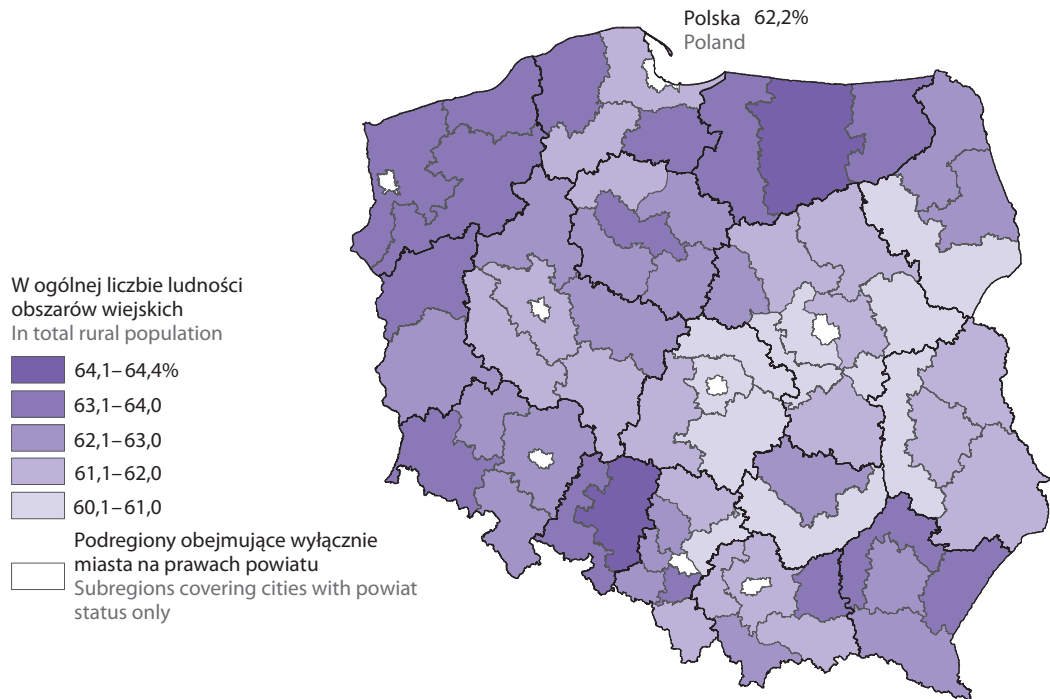 Polska 62,2%
Poland
W ogólnej liczbie ludności
obszarów wiejskich
In total rural population
64,1–64,4%
63,1–64,0
62,1–63,0
61,1–62,0
60,1–61,0
Podregiony obejmujące wyłącznie
miasta na prawach powiatu
Subregions covering cities with powiat
status only